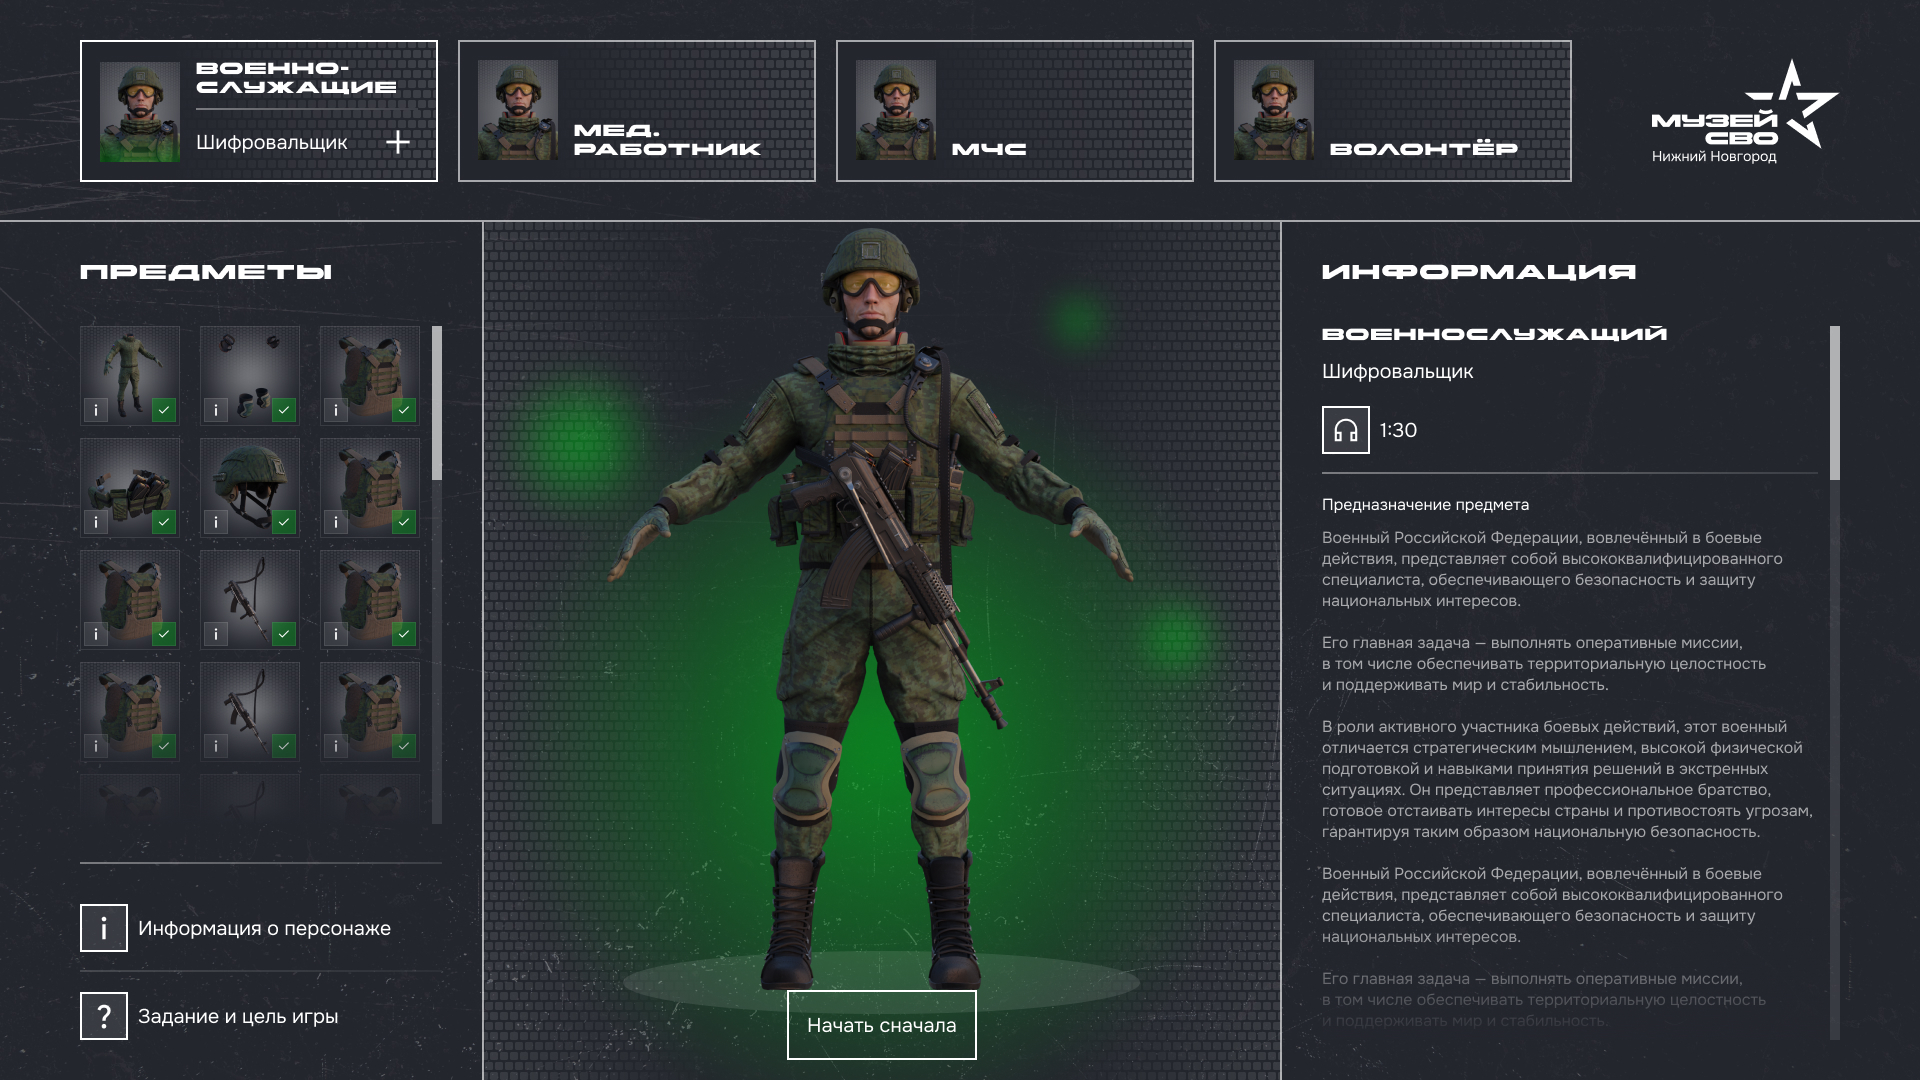 ВОЕННО-
СЛУЖАЩИЕ
Шифровальщик
МЕД.
РАБОТНИК
МЧС
ВОЛОНТЁР
МУЗЕЙ
СВО
Нижний Новгород
ПРЕДМЕТЫ
i
i
i
i
i
i
i
i
i
i
i
i
i
Информация о персонаже
?
Задание и цель игры
Начать сначала
ИНФОРМАЦИЯ
ВОЕННОСЛУЖАЩИЙ
Шифровальщик
1:30
Предназначение предмета
Военный Российской Федерации, вовлечённый в боевые
действия, представляет собой высококвалифицированного
специалиста, обеспечивающего безопасность и защиту
национальных интересов.
Его главная задача — выполнять оперативные миссии,
в том числе обеспечивать территориальную целостность
и поддерживать мир и стабильность.
В роли активного участника боевых действий, этот военный
отличается стратегическим мышлением, высокой физической
подготовкой и навыками принятия решений в экстренных
ситуациях. Он представляет профессиональное братство,
готовое отстаивать интересы страны и противостоять угрозам,
гарантируя таким образом национальную безопасность.
Военный Российской Федерации, вовлечённый в боевые
действия, представляет собой высококвалифицированного
специалиста, обеспечивающего безопасность и защиту
национальных интересов.
Его главная задача — выполнять оперативные миссии,
в том числе обеспечивать территориальную целостность
и поддерживать мир и стабильность.